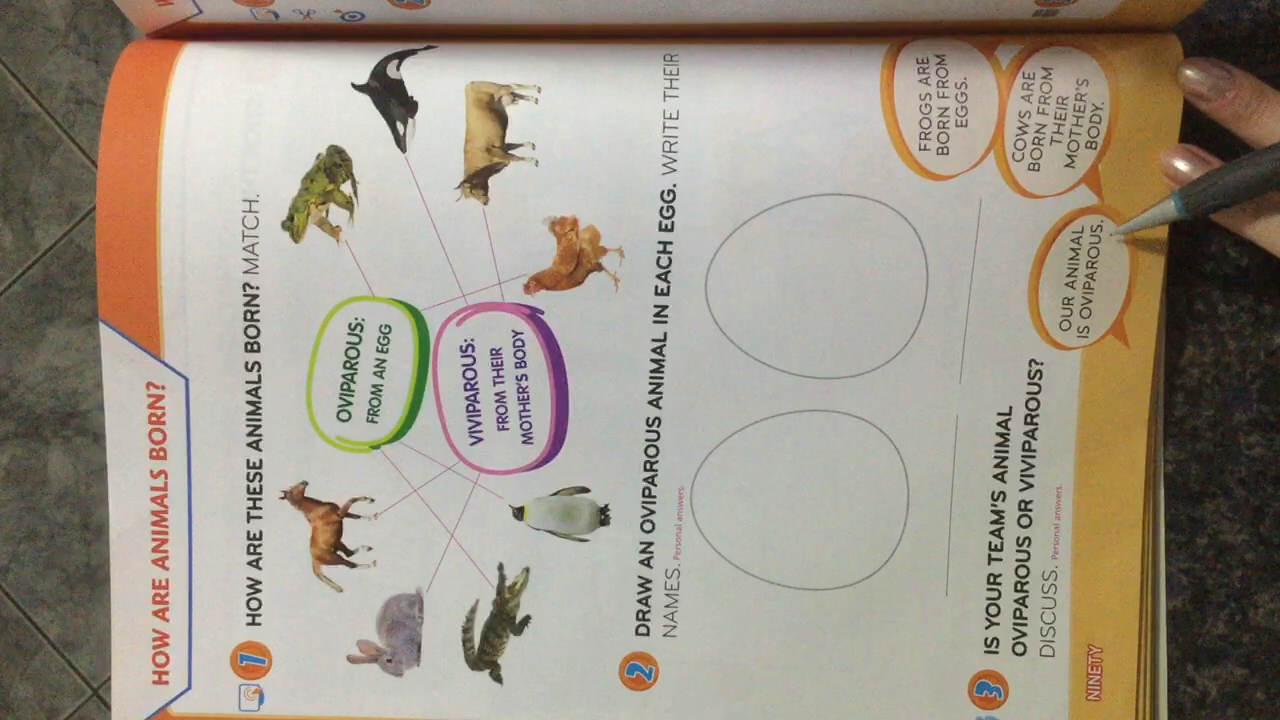 HOW ARE ANIMALS BORN?
1 HOW ARE THESE ANIMALS BORN? MATCH.
OVIPAROUS:
FROM AN EGG
VIVIPAROUS:
FROM THEIR
MOTHER'S BODY
2 DRAW AN OVIPAROUS ANIMAL IN EACH EGG. WRITE THEIR
NAMES. Personal answers.
3 IS YOUR TEAM'S ANIMAL
OVIPAROUS OR VIVIPAROUS?
DISCUSS. Personal answers.
OUR ANIMAL
IS OVIPAROUS.
FROGS ARE
BORN FROM
EGGS.
COWS ARE
BORN FROM
THEIR
MOTHER'S
BODY.
NINETY